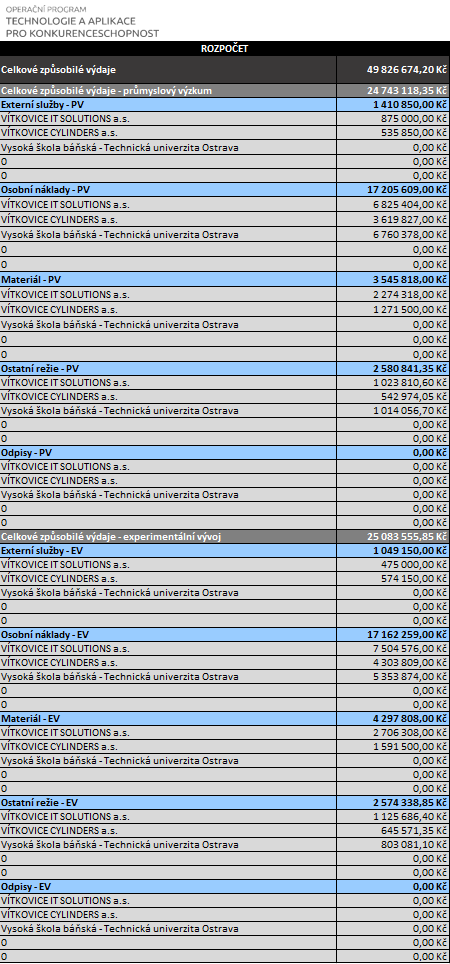 OPERAČNÍ PROGRAM
TECHNOLOGIE A APLIKACE
PRO KONKURENCESCHOPNOST
ROZPOČET
Celkové způsobilé výdaje 49 826 674,20 Kč
Celkové způsobilé výdaje - průmyslový výzkum 24 743 118,35 Kč
Externí služby - PV 1 410 850,00 Kč
VÍTKOVICE IT SOLUTIONS a.s. 875 000,00 Kč
VÍTKOVICE CYLINDERS a.s. 535 850,00 Kč
Vysoká škola báňská - Technická univerzita Ostrava 0,00 Kč
0 0,00 Kč
0 0,00 Kč
Osobní náklady - PV 17 205 609,00 Kč
VÍTKOVICE IT SOLUTIONS a.s. 6 825 404,00 Kč
VÍTKOVICE CYLINDERS a.s. 3 619 827,00 Kč
Vysoká škola báňská - Technická univerzita Ostrava 6 760 378,00 Kč
0 0,00 Kč
0 0,00 Kč
Materiál - PV 3 545 818,00 Kč
VÍTKOVICE IT SOLUTIONS a.s. 2 274 318,00 Kč
VÍTKOVICE CYLINDERS a.s. 1 271 500,00 Kč
Vysoká škola báňská - Technická univerzita Ostrava 0,00 Kč
0 0,00 Kč
0 0,00 Kč
Ostatní režie - PV 2 580 841,35 Kč
VÍTKOVICE IT SOLUTIONS a.s. 1 023 810,60 Kč
VÍTKOVICE CYLINDERS a.s. 542 974,05 Kč
Vysoká škola báňská - Technická univerzita Ostrava 1 014 056,70 Kč
0 0,00 Kč
0 0,00 Kč
Odpisy - PV 0,00 Kč
VÍTKOVICE IT SOLUTIONS a.s. 0,00 Kč
VÍTKOVICE CYLINDERS a.s. 0,00 Kč
Vysoká škola báňská - Technická univerzita Ostrava 0,00 Kč
0 0,00 Kč
0 0,00 Kč
Celkové způsobilé výdaje - experimentální vývoj 25 083 555,85 Kč
Externí služby - EV 1 049 150,00 Kč
VÍTKOVICE IT SOLUTIONS a.s. 475 000,00 Kč
VÍTKOVICE CYLINDERS a.s. 574 150,00 Kč
Vysoká škola báňská - Technická univerzita Ostrava 0,00 Kč
0 0,00 Kč
0 0,00 Kč
Osobní náklady - EV 17 162 259,00 Kč
VÍTKOVICE IT SOLUTIONS a.s. 7 504 576,00 Kč
VÍTKOVICE CYLINDERS a.s. 4 303 809,00 Kč
Vysoká škola báňská - Technická univerzita Ostrava 5 353 874,00 Kč
0 0,00 Kč
0 0,00 Kč
Materiál - EV 4 297 808,00 Kč
VÍTKOVICE IT SOLUTIONS a.s. 2 706 308,00 Kč
VÍTKOVICE CYLINDERS a.s. 1 591 500,00 Kč
Vysoká škola báňská - Technická univerzita Ostrava 0,00 Kč
0 0,00 Kč
0 0,00 Kč
Ostatní režie - EV 2 574 338,85 Kč
VÍTKOVICE IT SOLUTIONS a.s. 1 125 686,40 Kč
VÍTKOVICE CYLINDERS a.s. 645 571,35 Kč
Vysoká škola báňská - Technická univerzita Ostrava 803 081,10 Kč
0 0,00 Kč
0 0,00 Kč
Odpisy - EV 0,00 Kč
VÍTKOVICE IT SOLUTIONS a.s. 0,00 Kč
VÍTKOVICE CYLINDERS a.s. 0,00 Kč
Vysoká škola báňská - Technická univerzita Ostrava 0,00 Kč
0 0,00 Kč
0 0,00 Kč